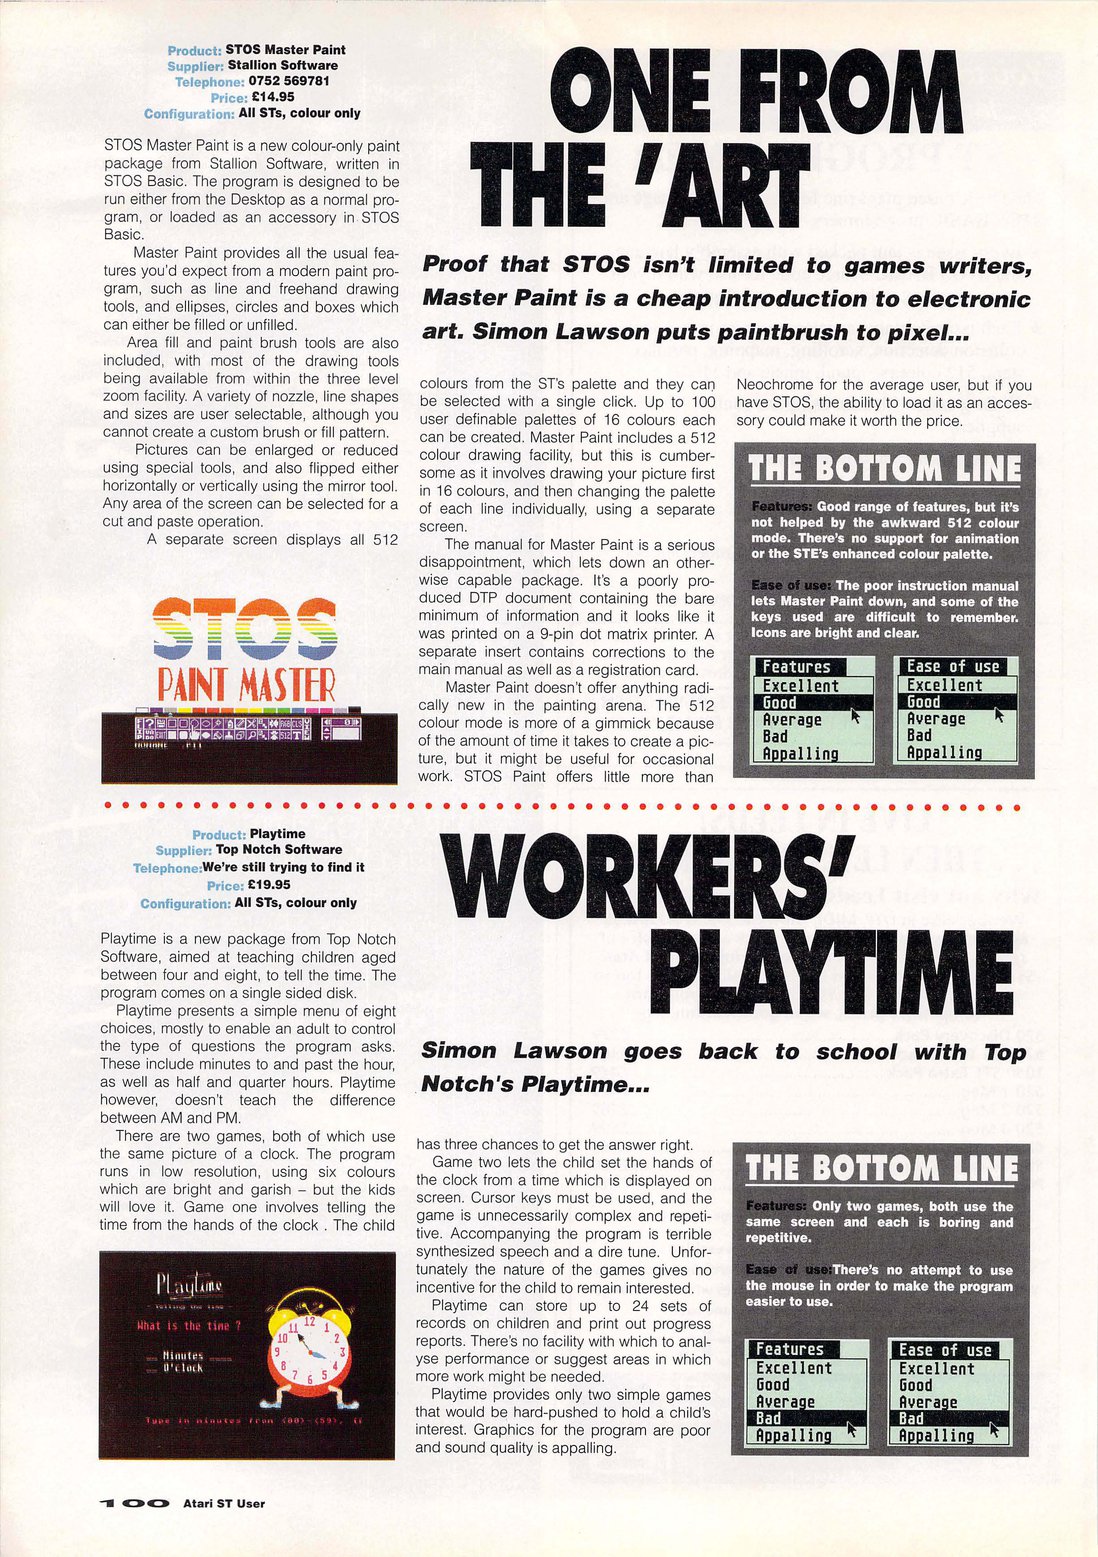 Product: STOS Master Paint
Supplier: Stallion Software
Telephone: 0752 569781
Price: £14.95
Configuration: All STs, colour only
STOS Master Paint is a new colour-only paint
package from Stallion Software, written in
STOS Basic. The program is designed to be
run either from the Desktop as a normal pro-
gram, or loaded as an accessory in STOS
Basic.
Master Paint provides all the usual fea-
tures you'd expect from a modern paint pro-
gram, such as line and freehand drawing
tools, and ellipses, circles and boxes which
can either be filled or unfilled.
Area fill and paint brush tools are also
included, with most of the drawing tools
being available from within the three level
zoom facility. A variety of nozzle, line shapes
and sizes are user selectable, although you
cannot create a custom brush or fill pattern.
Pictures can be enlarged or reduced
using special tools, and also flipped either
horizontally or vertically using the mirror tool.
Any area of the screen can be selected for a
cut and paste operation.
A separate screen displays all 512
STOS
PAINT MASTER
ONE FROM
THE 'ART
Proof that STOS isn't limited to games writers,
Master Paint is a cheap introduction to electronic
art. Simon Lawson puts paintbrush to pixel...
colours from the ST's palette and they can
be selected with a single click. Up to 100
user definable palettes of 16 colours each
can be created. Master Paint includes a 512
colour drawing facility, but this is cumber-
some as it involves drawing your picture first
in 16 colours, and then changing the palette
of each line individually, using a separate
screen.
The manual for Master Paint is a serious
disappointment, which lets down an other-
wise capable package. It's a poorly pro-
duced DTP document containing the bare
minimum of information and it looks like it
was printed on a 9-pin dot matrix printer. A
separate insert contains corrections to the
main manual as well as a registration card.
Master Paint doesn't offer anything radi-
cally new in the painting arena. The 512
colour mode is more of a gimmick because
of the amount of time it takes to create a pic-
ture, but it might be useful for occasional
work. STOS Paint offers little more than
Neochrome for the average user, but if you
have STOS, the ability to load it as an acces-
sory could make it worth the price.
THE BOTTOM LINE
Features: Good range of features, but it's
not helped by the awkward 512 colour
mode. There's no support for animation
or the STE's enhanced colour palette.
Ease of use: The poor instruction manual
lets Master Paint down, and some of the
keys used are difficult to remember.
Icons are bright and clear.
Features
Excellent
Good
Average
Bad
Appalling
Ease of use
Excellent
Good
Average
Bad
Appalling
Product: Playtime
Supplier: Top Notch Software
Telephone:We're still trying to find it
Price: £19.95
Configuration: All STs, colour only
Playtime is a new package from Top Notch
Software, aimed at teaching children aged
between four and eight, to tell the time. The
program comes on a single sided disk.
Playtime presents a simple menu of eight
choices, mostly to enable an adult to control
the type of questions the program asks.
These include minutes to and past the hour,
as well as half and quarter hours. Playtime
however, doesn't teach the difference
between AM and PM.
There are two games, both of which use
the same picture of a clock. The program
runs in low resolution, using six colours
which are bright and garish – but the kids
will love it. Game one involves telling the
time from the hands of the clock . The child
Playtime
- telling the time -
What is the time ?
Minutes
O'clock
Type in minutes from (00)-(59),
12
1
2
3
4
5
6
7
8
9
10
11
WORKERS'
PLAYTIME
Simon Lawson goes back to school with Top
Notch's Playtime...
has three chances to get the answer right.
Game two lets the child set the hands of
the clock from a time which is displayed on
screen. Cursor keys must be used, and the
game is unnecessarily complex and repeti-
tive. Accompanying the program is terrible
synthesized speech and a dire tune. Unfor-
tunately the nature of the games gives no
incentive for the child to remain interested.
Playtime can store up to 24 sets of
records on children and print out progress
reports. There's no facility with which to anal-
yse performance or suggest areas in which
more work might be needed.
Playtime provides only two simple games
that would be hard-pushed to hold a child's
interest. Graphics for the program are poor
and sound quality is appalling.
THE BOTTOM LINE
Features: Only two games, both use the
same screen and each is boring and
repetitive.
Ease of use:There's no attempt to use
the mouse in order to make the program
easier to use.
Features
Excellent
Good
Average
Bad
Appalling
Ease of use
Excellent
Good
Average
Bad
Appalling
100 Atari ST User